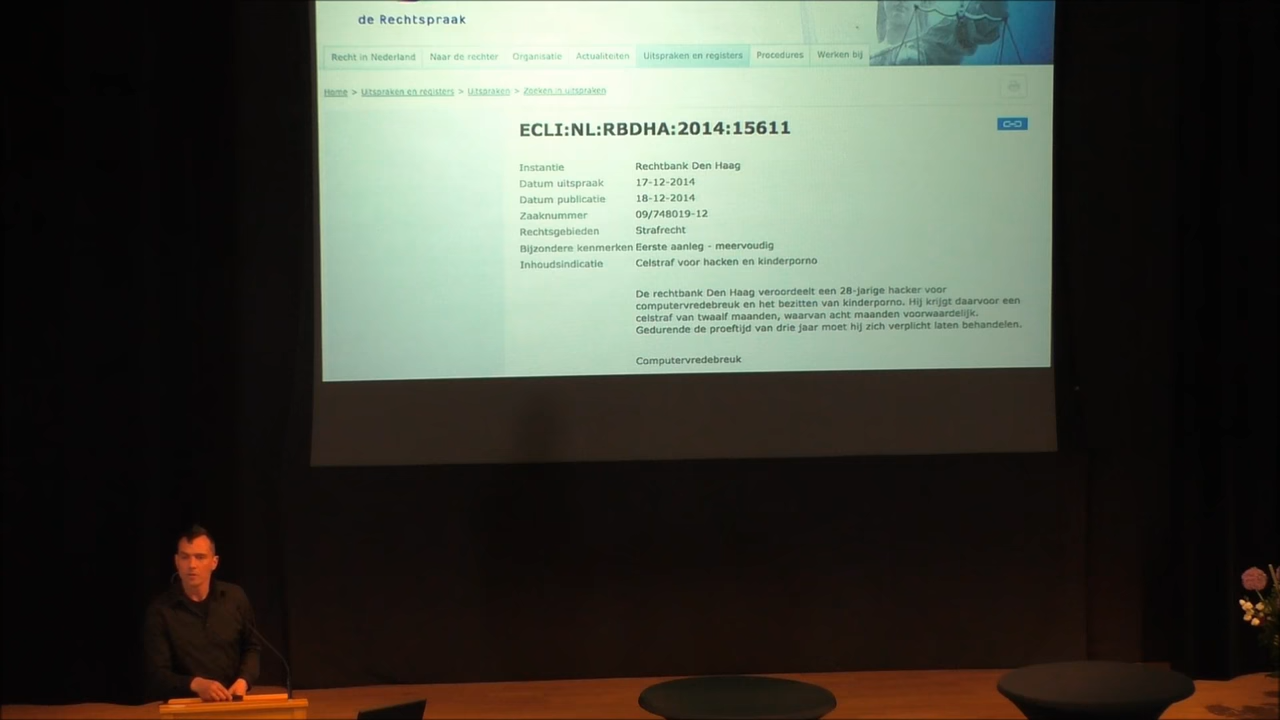 de Rechtspraak
Recht in Nederland Naar de rechter Organisatie Actualiteiten Uitspraken en registers Procedures Werken bij
Home > Uitspraken en registers > Uitspraken > Zoeken in uitspraken
ECLI:NL:RBDHA:2014:15611
Instantie Rechtbank Den Haag
Datum uitspraak 17-12-2014
Datum publicatie 18-12-2014
Zaaknummer 09/748019-12
Rechtsgebieden Strafrecht
Bijzondere kenmerken Eerste aanleg - meervoudig
Inhoudsindicatie Celstraf voor hacken en kinderporno
De rechtbank Den Haag veroordeelt een 28-jarige hacker voor
computervredebreuk en het bezitten van kinderporno. Hij krijgt daarvoor een
celstraf van twaalf maanden, waarvan acht maanden voorwaardelijk.
Gedurende de proeftijd van drie jaar moet hij zich verplicht laten behandelen.
Computervredebreuk